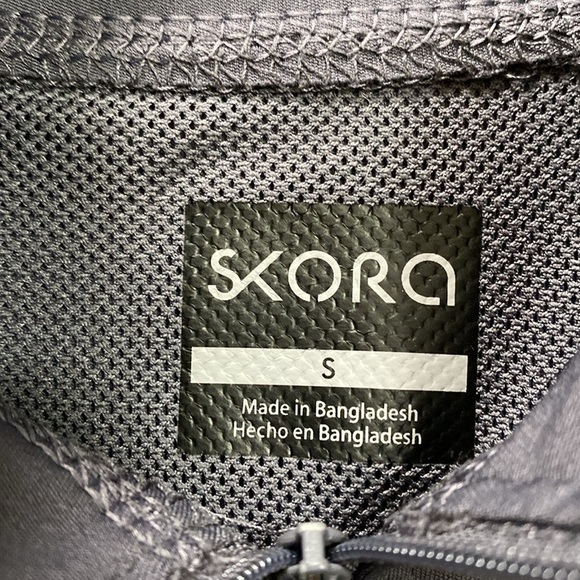 SKORA
S
Made in Bangladesh
Hecho en Bangladesh